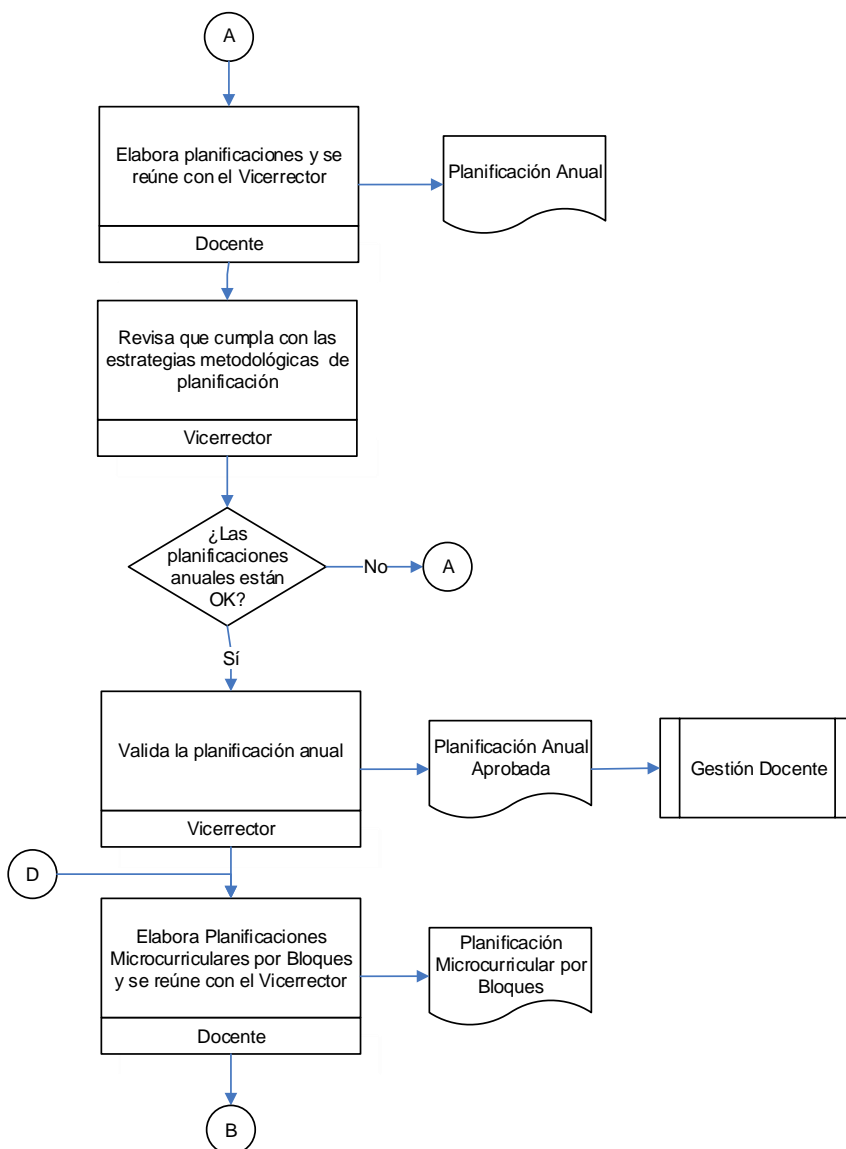 A
Elabora planificaciones y se
reúne con el Vicerrector
Docente
Planificación Anual
Revisa que cumpla con las
estrategias metodológicas de
planificación
Vicerrector
¿Las
planificaciones
anuales están
OK?
No
A
Sí
Valida la planificación anual
Vicerrector
Planificación Anual
Aprobada
Gestión Docente
D
Elabora Planificaciones
Microcurriculares por Bloques
y se reúne con el Vicerrector
Docente
Planificación
Microcurricular por
Bloques
B